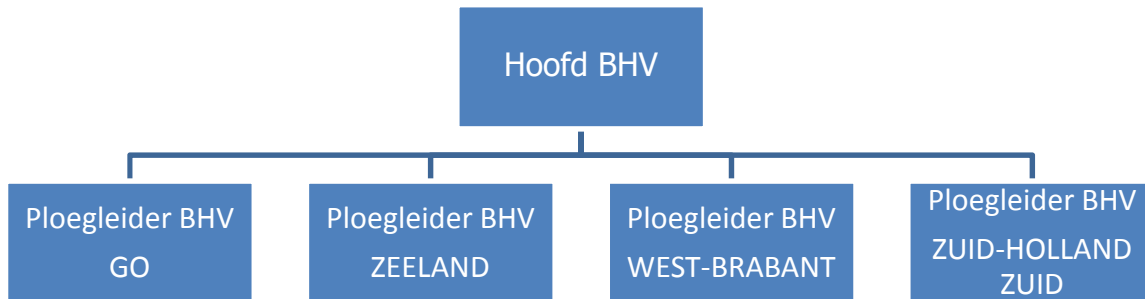 Hoofd BHV
Ploegleider BHV
GO
Ploegleider BHV
ZEELAND
Ploegleider BHV
WEST-BRABANT
Ploegleider BHV
ZUID-HOLLAND
ZUID